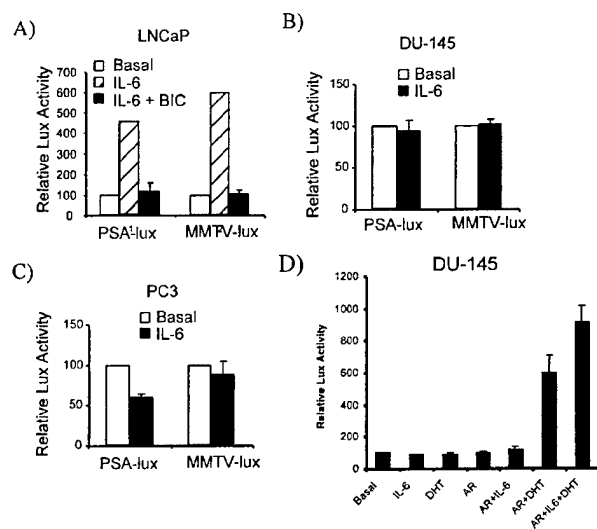 A)
LNCaP
Basal
IL-6
IL-6 + BIC
Relative Lux Activity
700
600
500
400
300
200
100
0
PSA-lux
MMTV-lux
B)
DU-145
Basal
IL-6
Relative Lux Activity
150
100
50
0
PSA-lux
MMTV-lux
C)
PC3
Basal
IL-6
Relative Lux Activity
150
100
50
0
PSA-lux
MMTV-lux
D)
DU-145
Relative Lux Activity
1200
1000
800
600
400
200
0
Basal
IL-6
DHT
AR
AR+IL-6
AR+DHT
AR+IL6+DHT